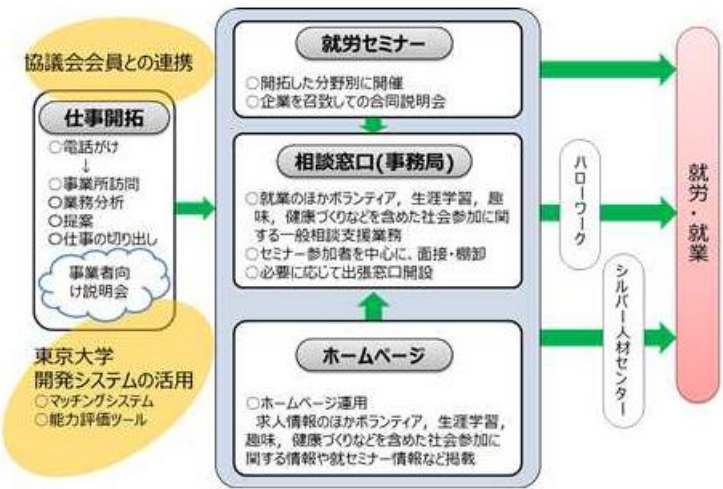 協議会会員との連携
仕事開拓
○電話がけ
↓
○事業所訪問
○業務分析
○提案
○仕事の切り出し
事業者向
け説明会
東京大学
開発システムの活用
○マッチングシステム
○能力評価ツール
就労セミナー
○開拓した分野別に開催
○企業を召致しての合同説明会
相談窓口(事務局)
○就業のほかボランティア，生涯学習，趣
味，健康づくりなどを含めた社会参加に関
する一般相談支援業務
○セミナー参加者を中心に、面接・棚卸
○必要に応じて出張窓口開設
ホームページ
○ホームページ運用
求人情報のほかボランティア，生涯学習，
趣味，健康づくりなどを含めた社会参加に
関する情報や就セミナー情報など掲載
ハローワーク
シルバー人材センター
就労・就業